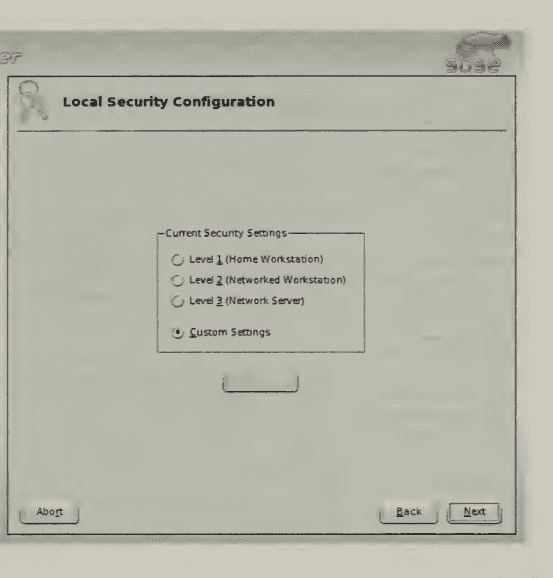 er
SUSE
Local Security Configuration
Current Security Settings
Level 1 (Home Workstation)
Level 2 (Networked Workstation)
Level 3 (Network Server)
Custom Settings
Abort
Back
Next